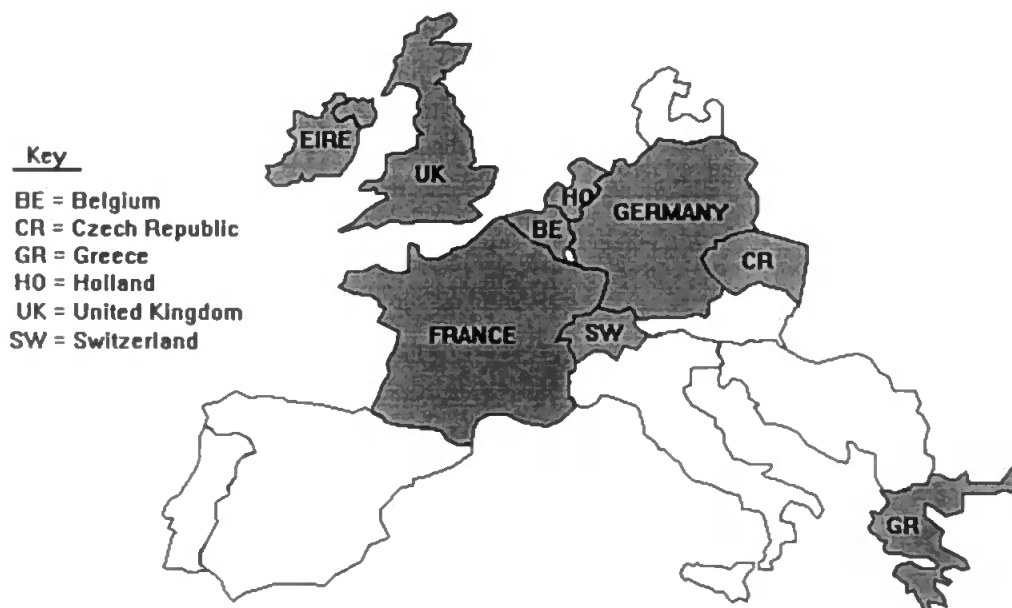 Key
BE = Belgium
CR = Czech Republic
GR = Greece
HO = Holland
UK = United Kingdom
SW = Switzerland
EIRE
UK
HO
BE
GERMANY
CR
FRANCE
SW
GR